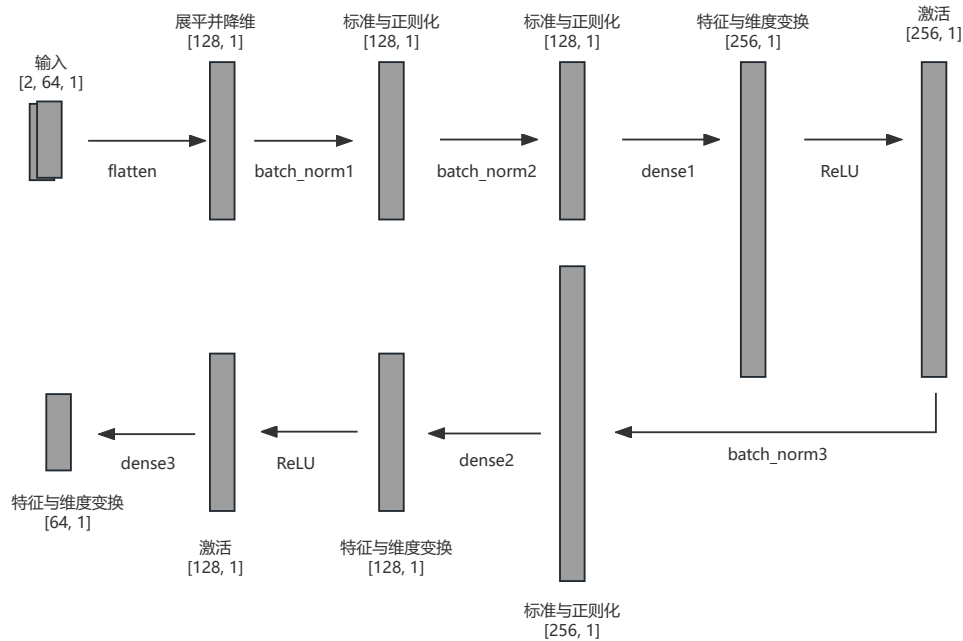 输入
[2, 64, 1]
flatten
展平并降维
[128, 1]
batch_norm1
标准与正则化
[128, 1]
batch_norm2
标准与正则化
[128, 1]
dense1
特征与维度变换
[256, 1]
ReLU
激活
[256, 1]
batch_norm3
标准与正则化
[256, 1]
dense2
特征与维度变换
[128, 1]
ReLU
激活
[128, 1]
dense3
特征与维度变换
[64, 1]